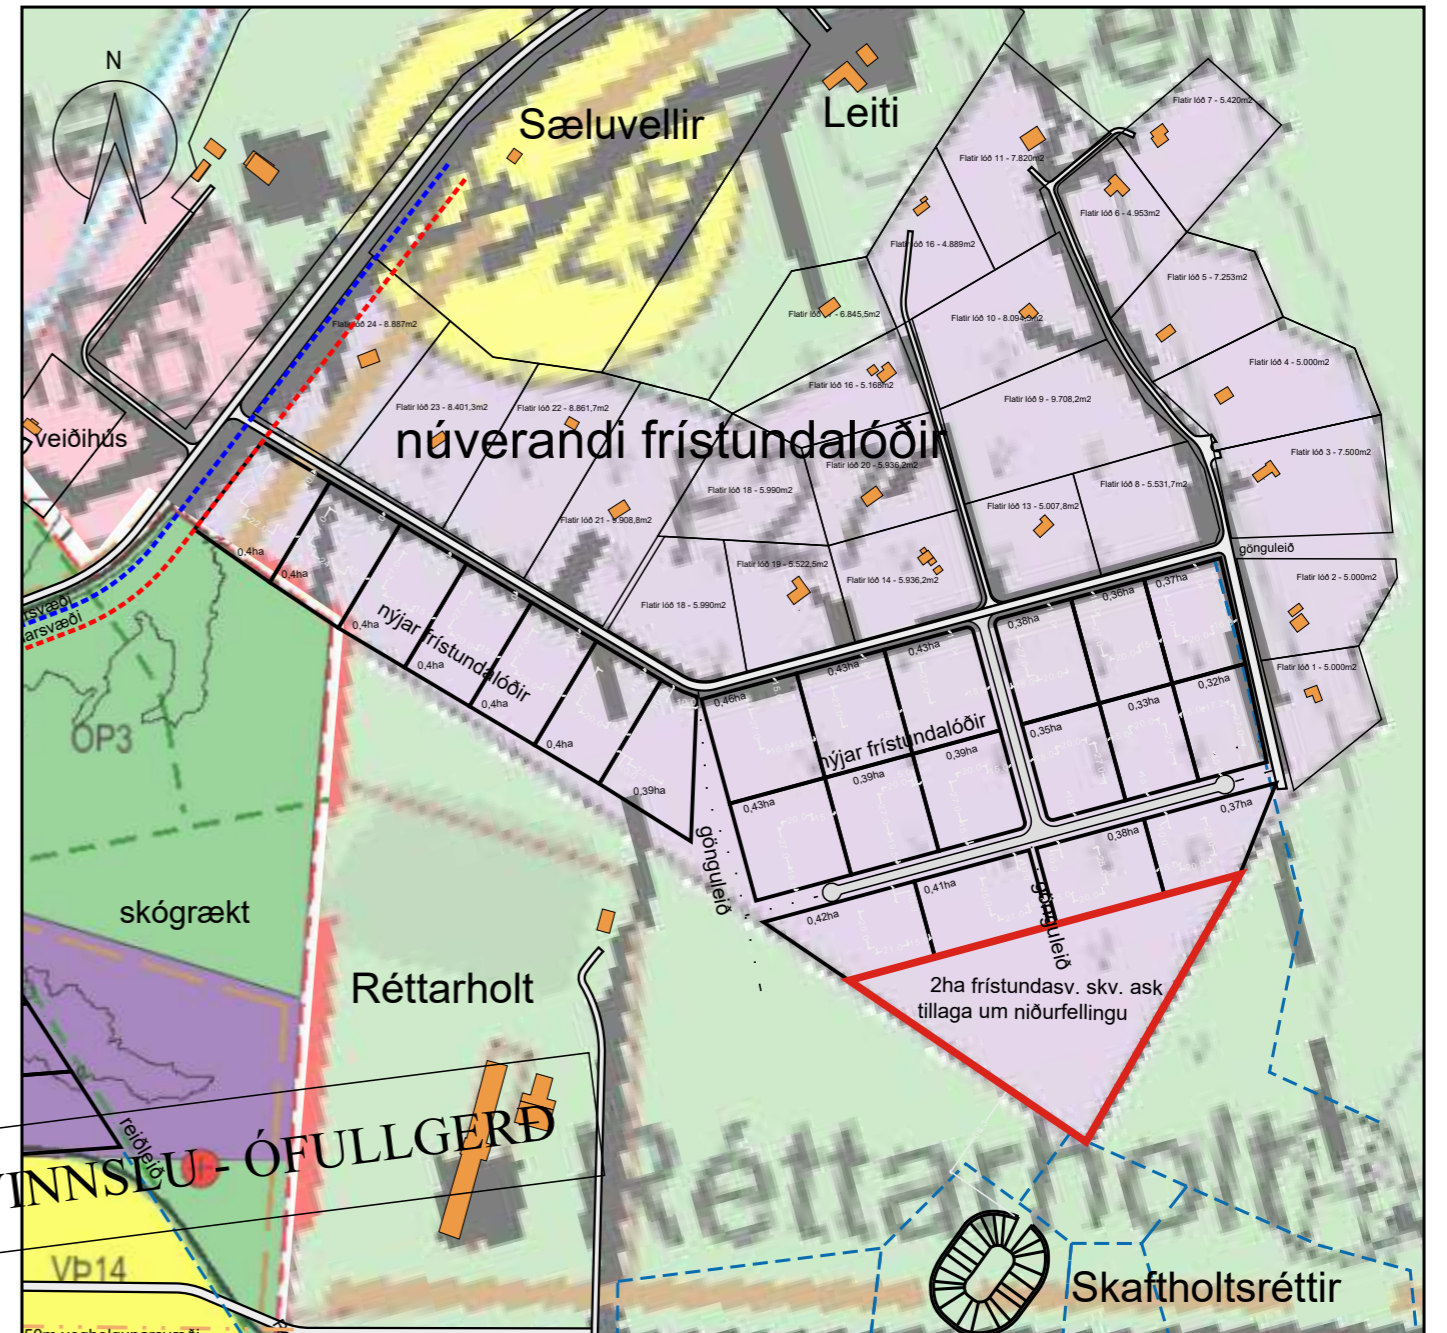 N
Sæluvellir
Leiti
Flatir lóð 7 - 5.420m2
Flatir lóð 11 - 7.820m2
Flatir lóð 6 - 4.953m2
Flatir lóð 16 - 4.889m2
Flatir lóð 5 - 7.253m2
Flatir lóð 24 - 8.887m2
- 6.845,5m2
Flatir lóð 10 - 8.094,5m2
Flatir lóð 4 - 5.000m2
Flatir lóð 16 - 5.168m2
Flatir lóð 9 - 9.708,2m2
Flatir lóð 23 - 8.401,3m2
Flatir lóð 22 - 8.861,7m2
veiðihús
núverandi frístundalóðir
Flatir lóð 3 - 7.500m2
Flatir lóð 20 - 5.936,2m2
Flatir lóð 18 - 5.990m2
Flatir lóð 8 - 5.531,7m2
Flatir lóð 13 - 5.007,8m2
Flatir lóð 21 - 5.908,8m2
gönguleið
0,4ha
0,4ha
Flatir lóð 19 - 5.522,5m2
Flatir lóð 14 - 5.936,2m2
Flatir lóð 2 - 5.000m2
0,37ha
0,36ha
Flatir lóð 18 - 5.990m2
0,38ha
0,4ha
nýjar frístundalóðir
0,4ha
0,4ha
0,4ha
0,39ha
0,43ha
0,43ha
0,46ha
Flatir lóð 1 - 5.000m2
0,32ha
0,33ha
0,35ha
nýjar frístundalóðir
0,39ha
0,39ha
0,43ha
ÓP3
gönguleið
0,37ha
0,38ha
0,41ha
0,42ha
gönguleið
skógrækt
Réttarholt
2ha frístundasv. skv. ask
tillaga um niðurfellingu
reiðleið
VINNSLU - ÓFULLGERÐ
Réttarholt
VÞ14
Skaftholtsréttir